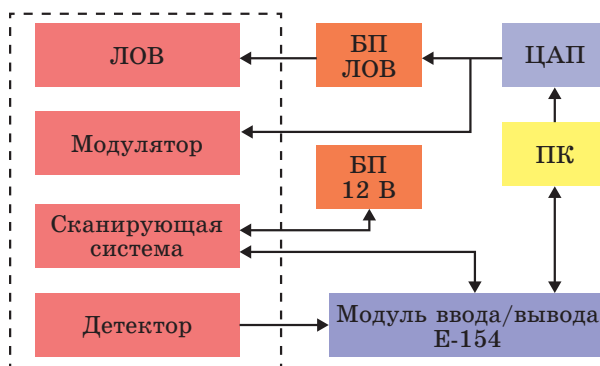 ЛОВ
БП
ЛОВ
ЦАП
Модулятор
БП
12 В
ПК
Сканирующая
система
Детектор
Модуль ввода/вывода
Е-154